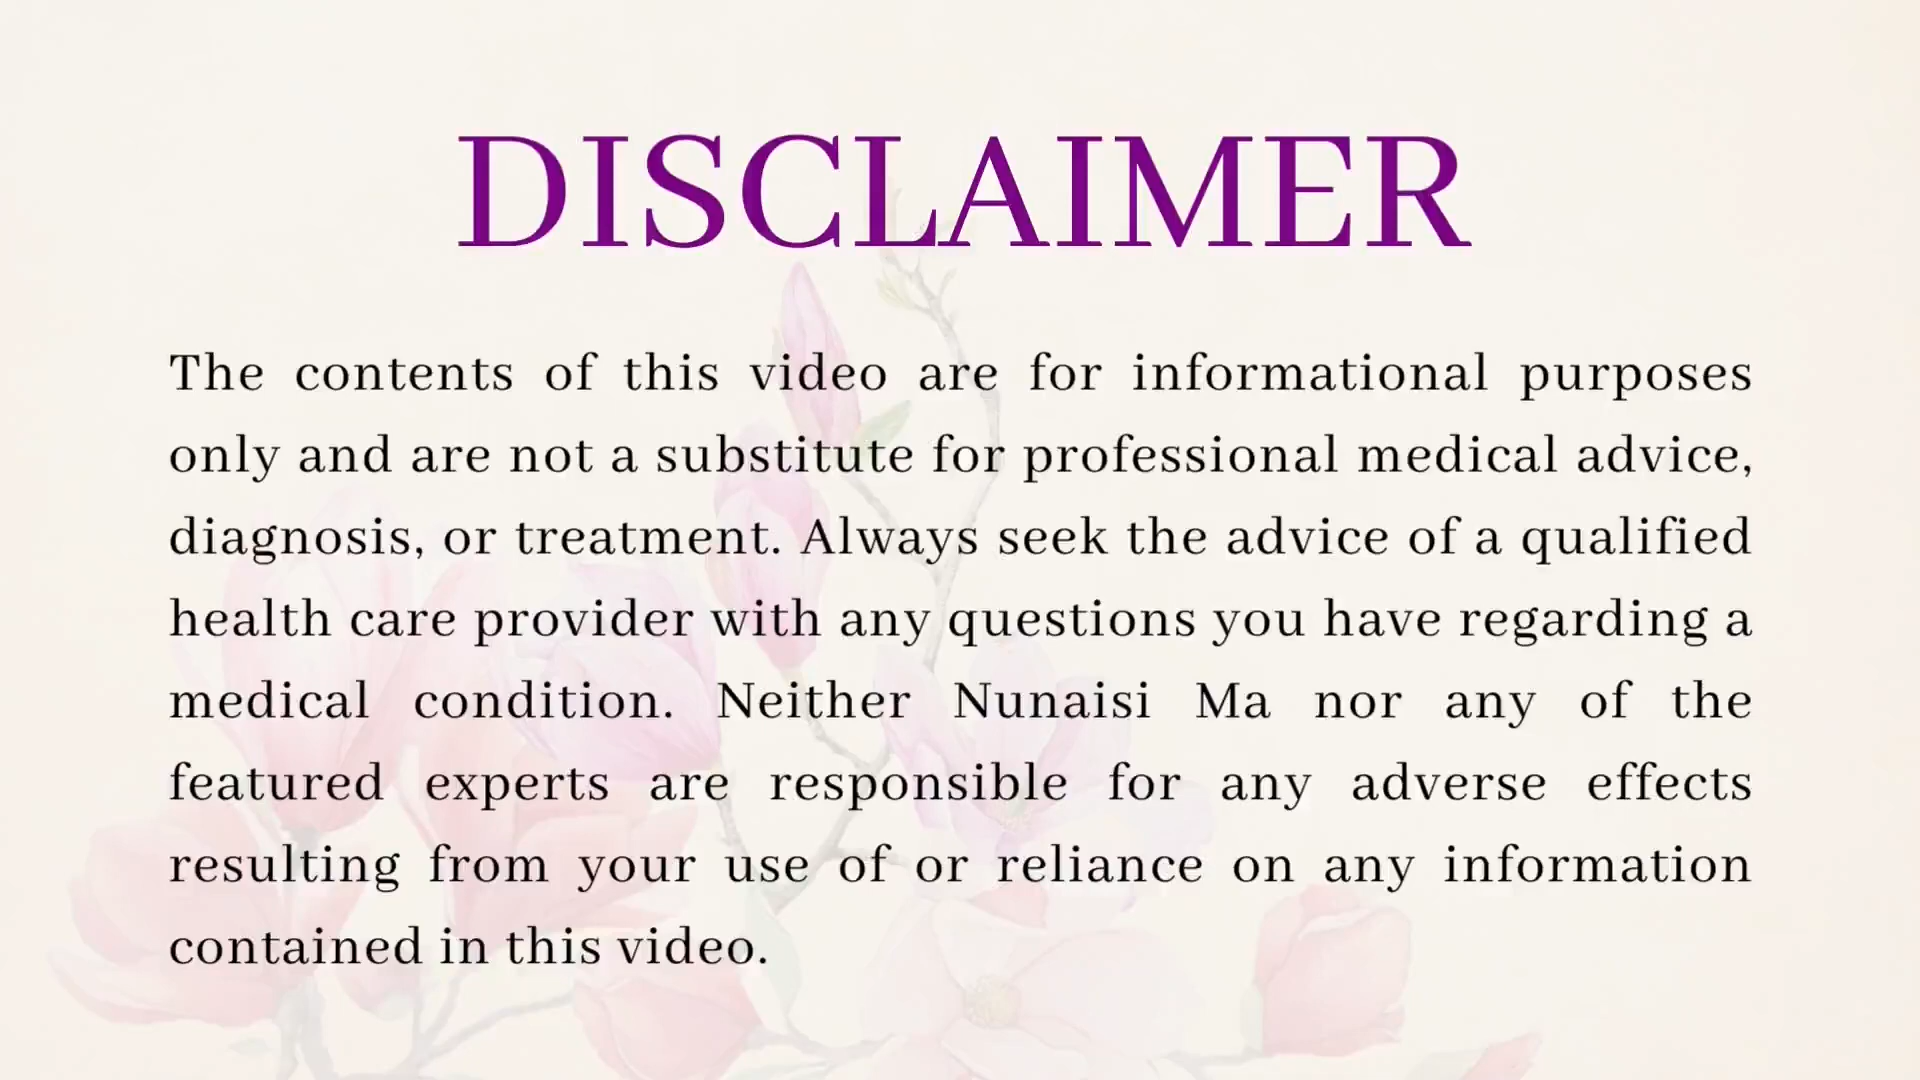 DISCLAIMER
The contents of this video are for informational purposes
only and are not a substitute for professional medical advice,
diagnosis, or treatment. Always seek the advice of a qualified
health care provider with any questions you have regarding a
medical condition. Neither Nunaisi Ma nor any of the
featured experts are responsible for any adverse effects
resulting from your use of or reliance on any information
contained in this video.